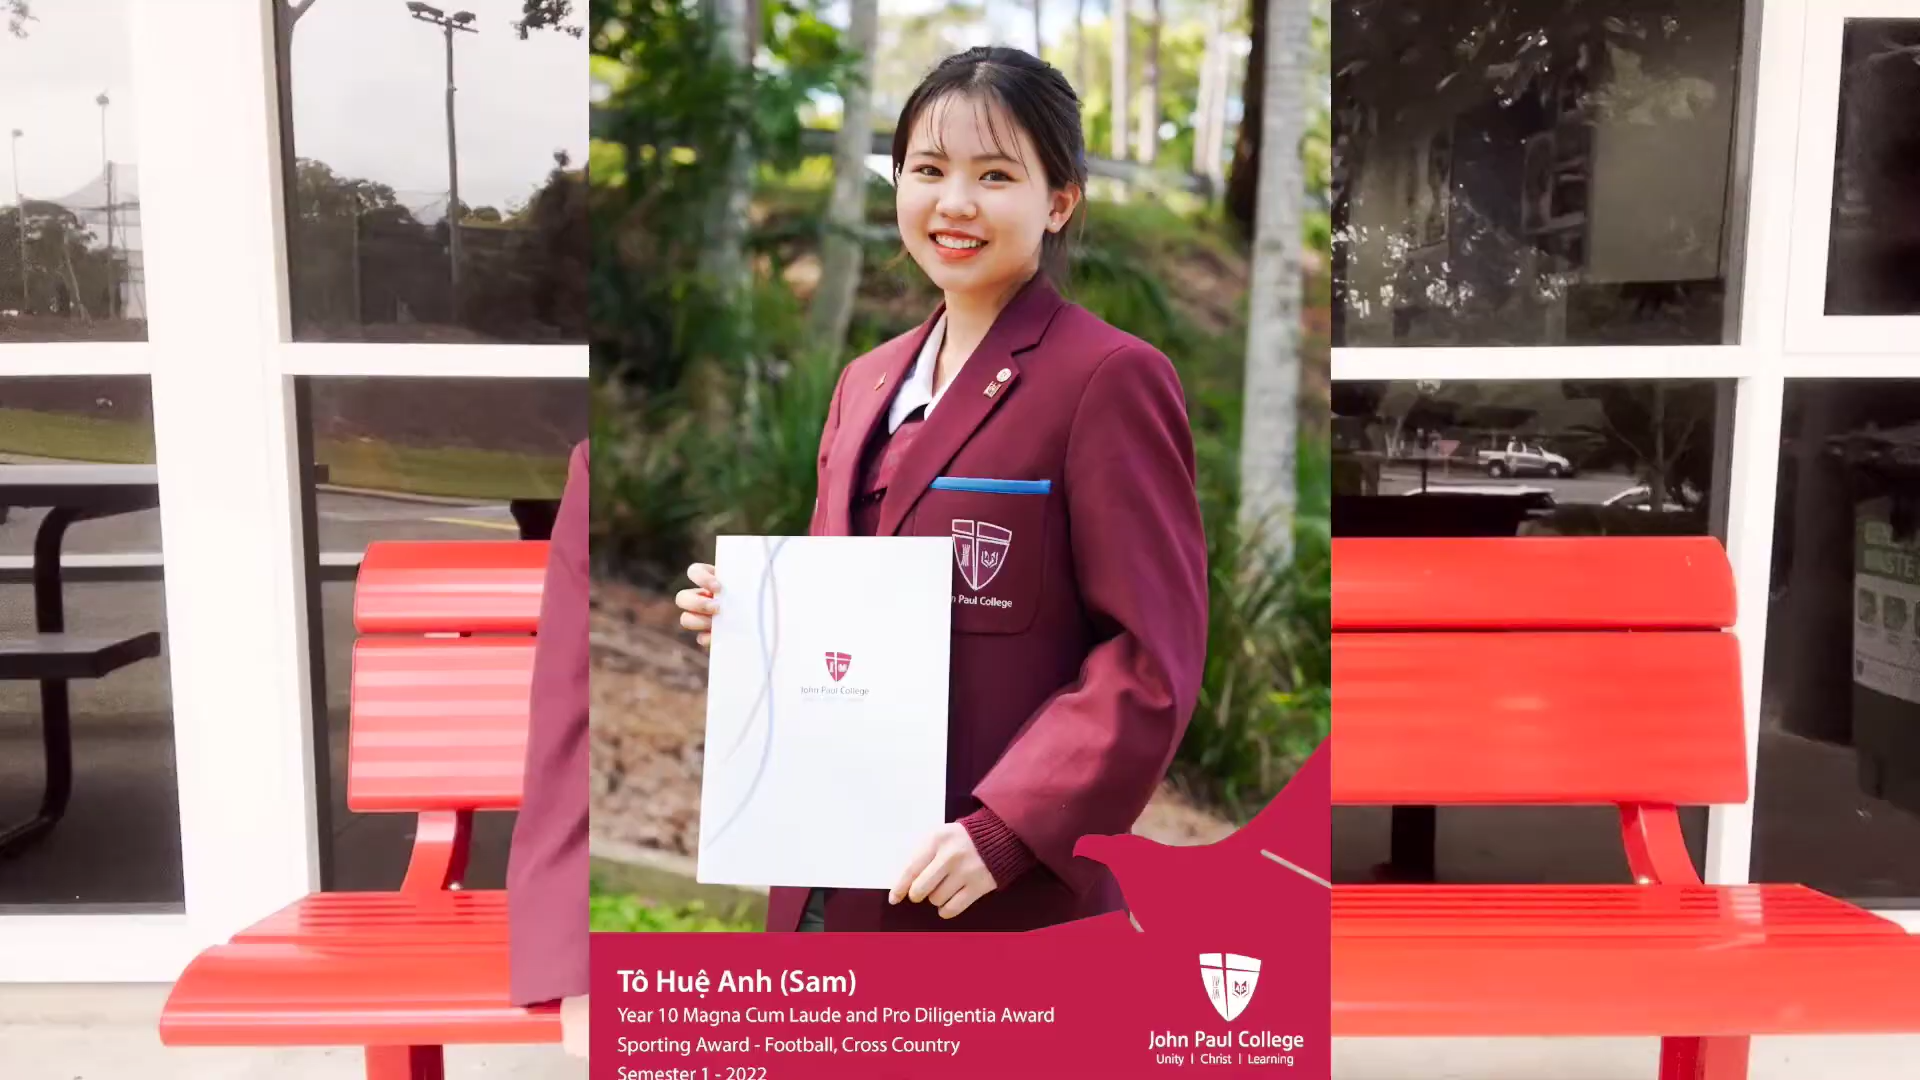 John Paul College
n Paul College
Tô Huệ Anh (Sam)
Year 10 Magna Cum Laude and Pro Diligentia Award
Sporting Award - Football, Cross Country
Semester 1 - 2022
John Paul College
Unity | Christ | Learning